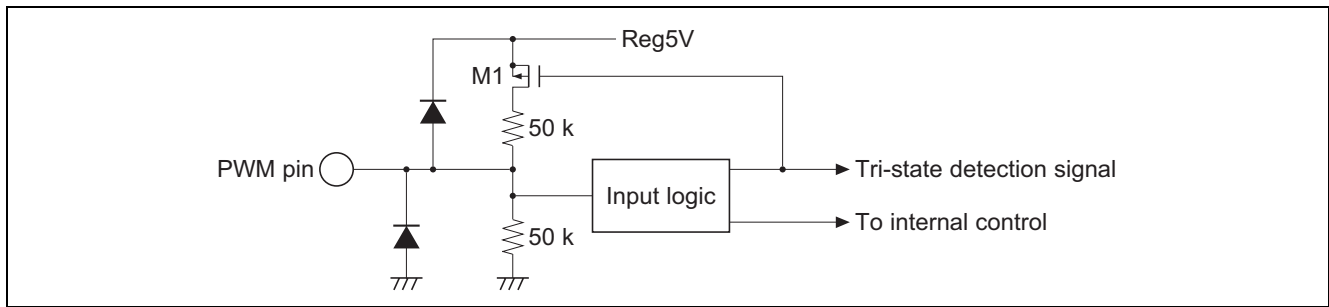 Reg5V
M1
50 k
PWM pin
Input logic
Tri-state detection signal
To internal control
50 k